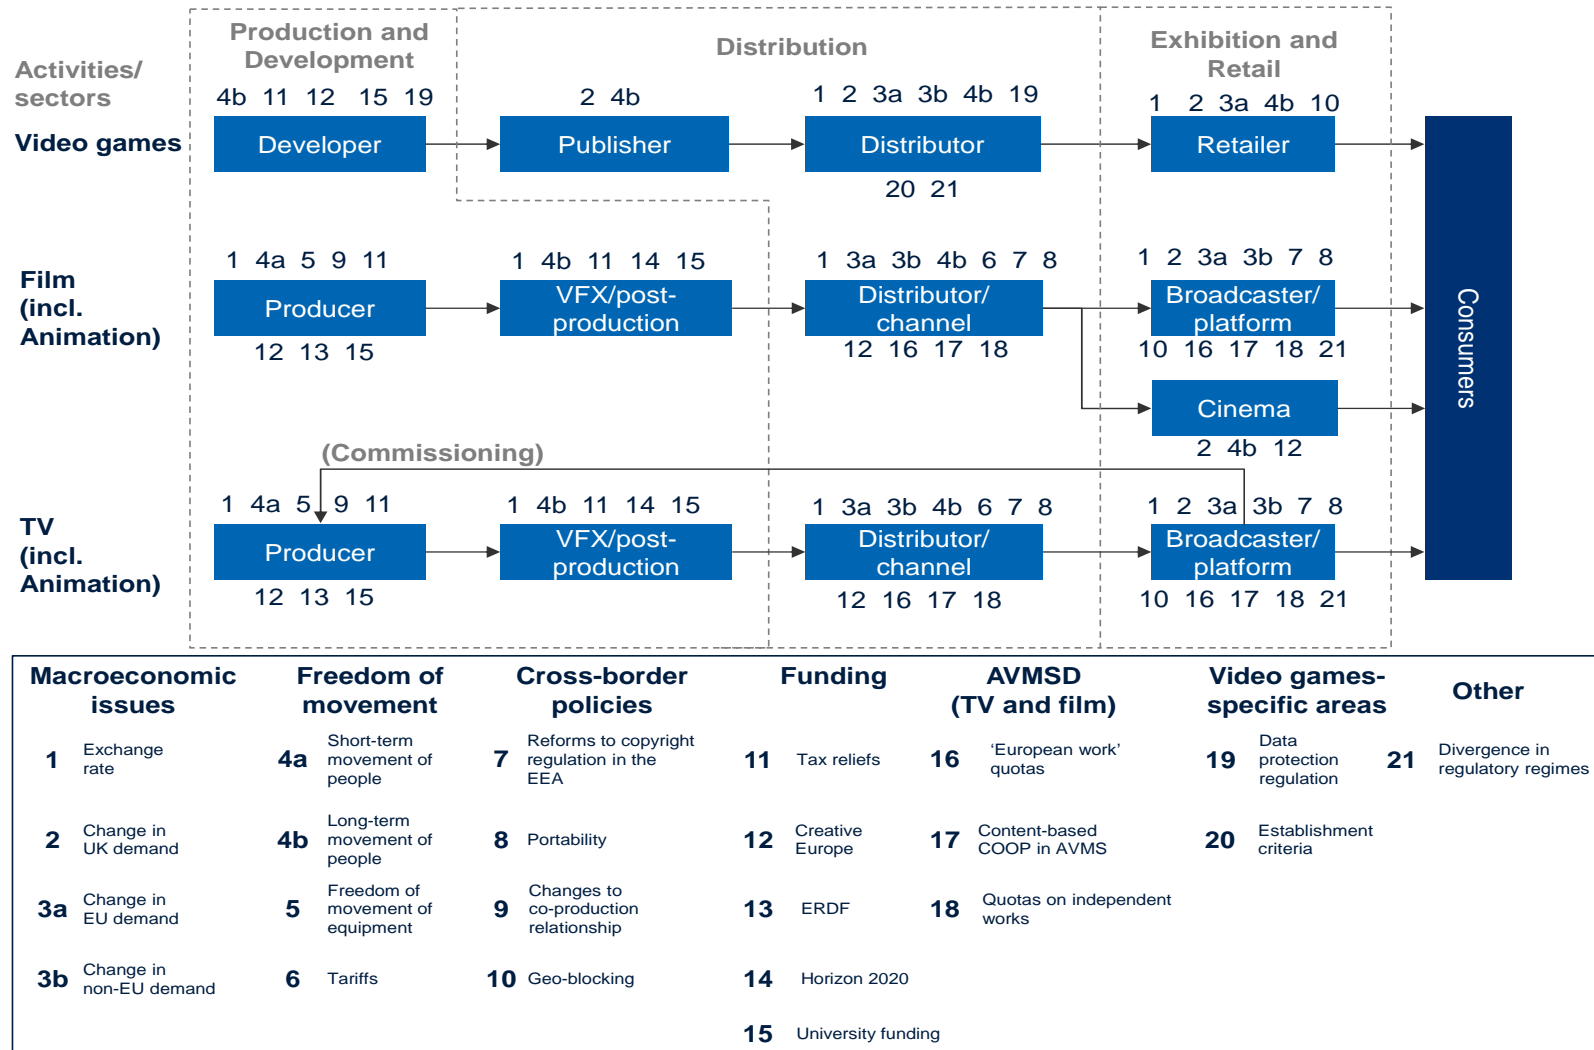 Production and
Development
Distribution
Exhibition and
Retail
Activities/
sectors
4b 11 12 15 19
2 4b
1 2 3a 3b 4b 19
1 2 3a 4b 10
Video games
Developer
Publisher
Distributor
Retailer
20 21
1 4a 5 9 11
1 4b 11 14 15
1 3a 3b 4b 6 7 8
1 2 3a 3b 7 8
Film
(incl.
Animation)
Producer
VFX/post-
production
Distributor/
channel
Broadcaster/
platform
12 13 15
12 16 17 18
10 16 17 18 21
Consumers
Cinema
2 4b 12
(Commissioning)
1 4a 5 9 11
1 4b 11 14 15
1 3a 3b 4b 6 7 8
1 2 3a 3b 7 8
TV
(incl.
Animation)
Producer
VFX/post-
production
Distributor/
channel
Broadcaster/
platform
12 13 15
12 16 17 18
10 16 17 18 21
Macroeconomic
issues
1 Exchange
rate
2 Change in
UK demand
3a Change in
EU demand
3b Change in
non-EU demand
Freedom of
movement
4a Short-term
movement of
people
4b Long-term
movement of
people
5 Freedom of
movement of
equipment
6 Tariffs
Cross-border
policies
7 Reforms to copyright
regulation in the
EEA
8 Portability
9 Changes to
co-production
relationship
10 Geo-blocking
Funding
11 Tax reliefs
12 Creative
Europe
13 ERDF
14 Horizon 2020
15 University funding
AVMSD
(TV and film)
16 ‘European work’
quotas
17 Content-based
COOP in AVMS
18 Quotas on independent
works
Video games-
specific areas
19 Data
protection
regulation
20 Establishment
criteria
Other
21 Divergence in
regulatory regimes